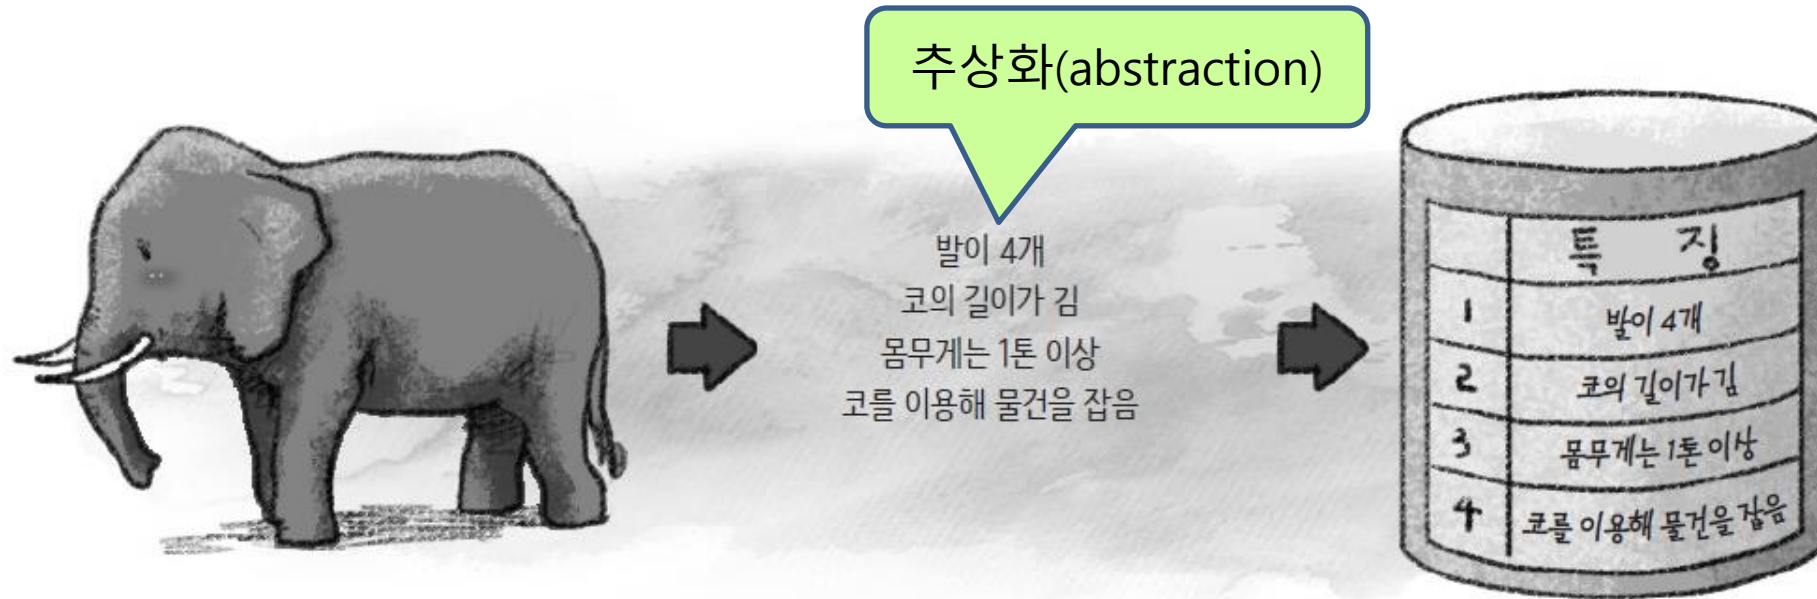 추상화(abstraction)
발이 4개
코의 길이가 김
몸무게는 1톤 이상
코를 이용해 물건을 잡음
특 징
1 발이 4개
2 코의 길이가 김
3 몸무게는 1톤 이상
4 코를 이용해 물건을 잡음